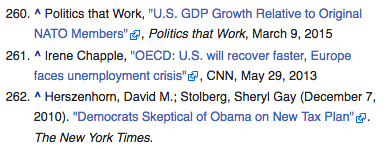 260. ^ Politics that Work, "U.S. GDP Growth Relative to Original
NATO Members", Politics that Work, March 9, 2015
261. ^ Irene Chapple, "OECD: U.S. will recover faster, Europe
faces unemployment crisis", CNN, May 29, 2013
262. ^ Herszenhorn, David M.; Stolberg, Sheryl Gay (December 7,
2010). "Democrats Skeptical of Obama on New Tax Plan".
The New York Times.